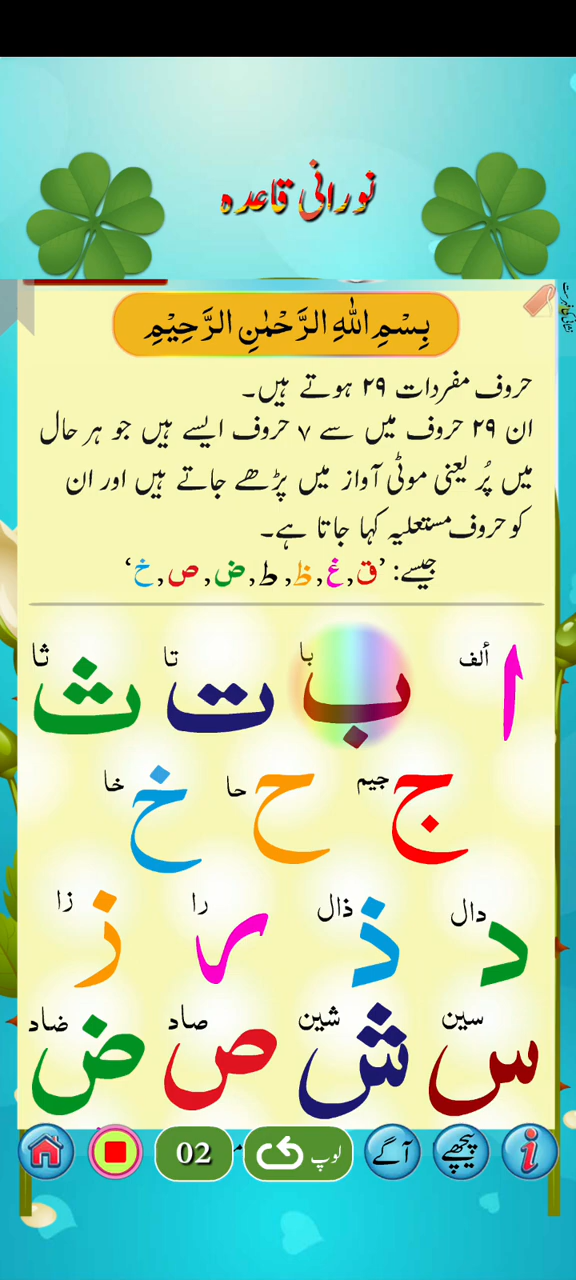 نورانی قاعدہ
بِسْمِ اللهِ الرَّحْمٰنِ الرَّحِيْمِ
حروف مفردات ۲۹ ہوتے ہیں۔
ان ۲۹ حروف میں سے ۷ حروف ایسے ہیں جو ہر حال
میں پُر یعنی موٹی آواز میں پڑھے جاتے ہیں اور ان
کو حروف مستعلیہ کہا جاتا ہے۔
جیسے: ’ق, غ, ظ, ط, ض, ص, خ‘
ا ألف ب با ت تا ث ثا
ج جیم ح حا خ خا
د دال ذ ذال ر را ز زا
س سین ش شین ص صاد ض ضاد
i پیچھے آگے لوپ 02